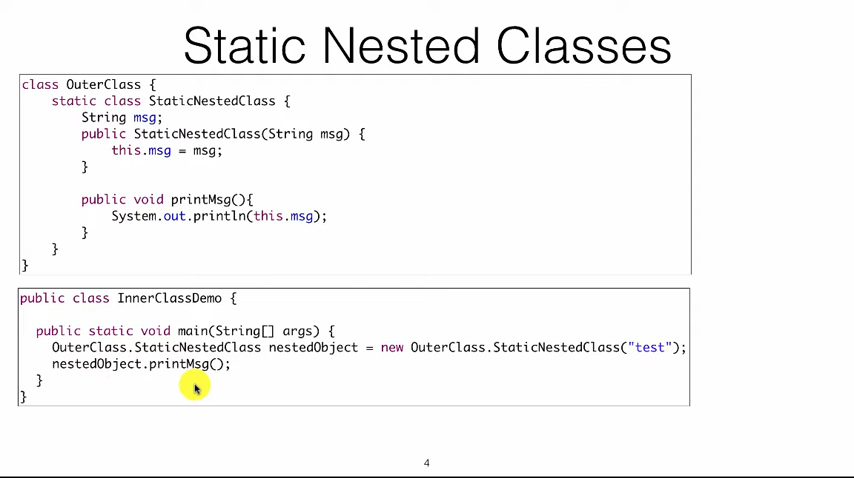 Static Nested Classes
class OuterClass {
    static class StaticNestedClass {
        String msg;
        public StaticNestedClass(String msg) {
            this.msg = msg;
        }
        public void printMsg(){
            System.out.println(this.msg);
        }
    }
}
public class InnerClassDemo {
  public static void main(String[] args) {
    OuterClass.StaticNestedClass nestedObject = new OuterClass.StaticNestedClass("test");
    nestedObject.printMsg();
  }
}
4